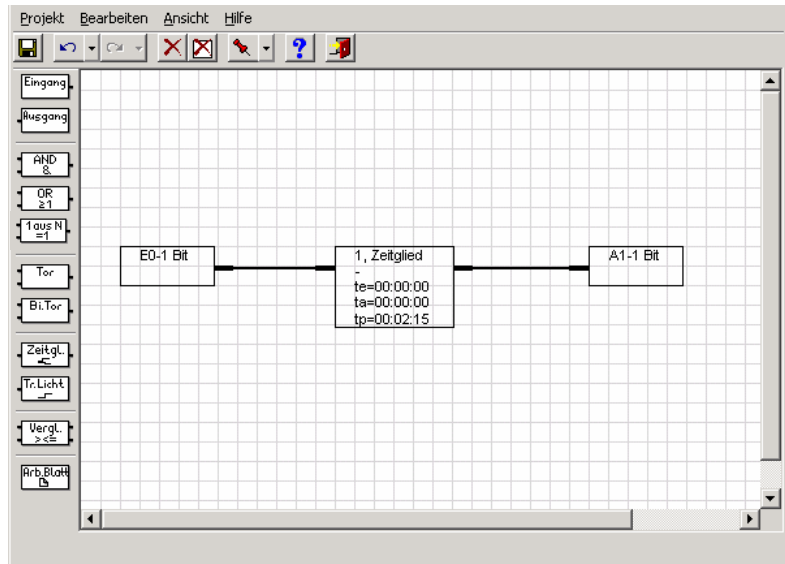 Projekt Bearbeiten Ansicht Hilfe
?
Eingang
Ausgang
AND
&
OR
≥1
1 aus N
=1
Tor
Bi.Tor
Zeitgl.
Tr.Licht
Vergl.
><=
Arb.Blatt
E0-1 Bit
1, Zeitglied
-
te=00:00:00
ta=00:00:00
tp=00:02:15
A1-1 Bit